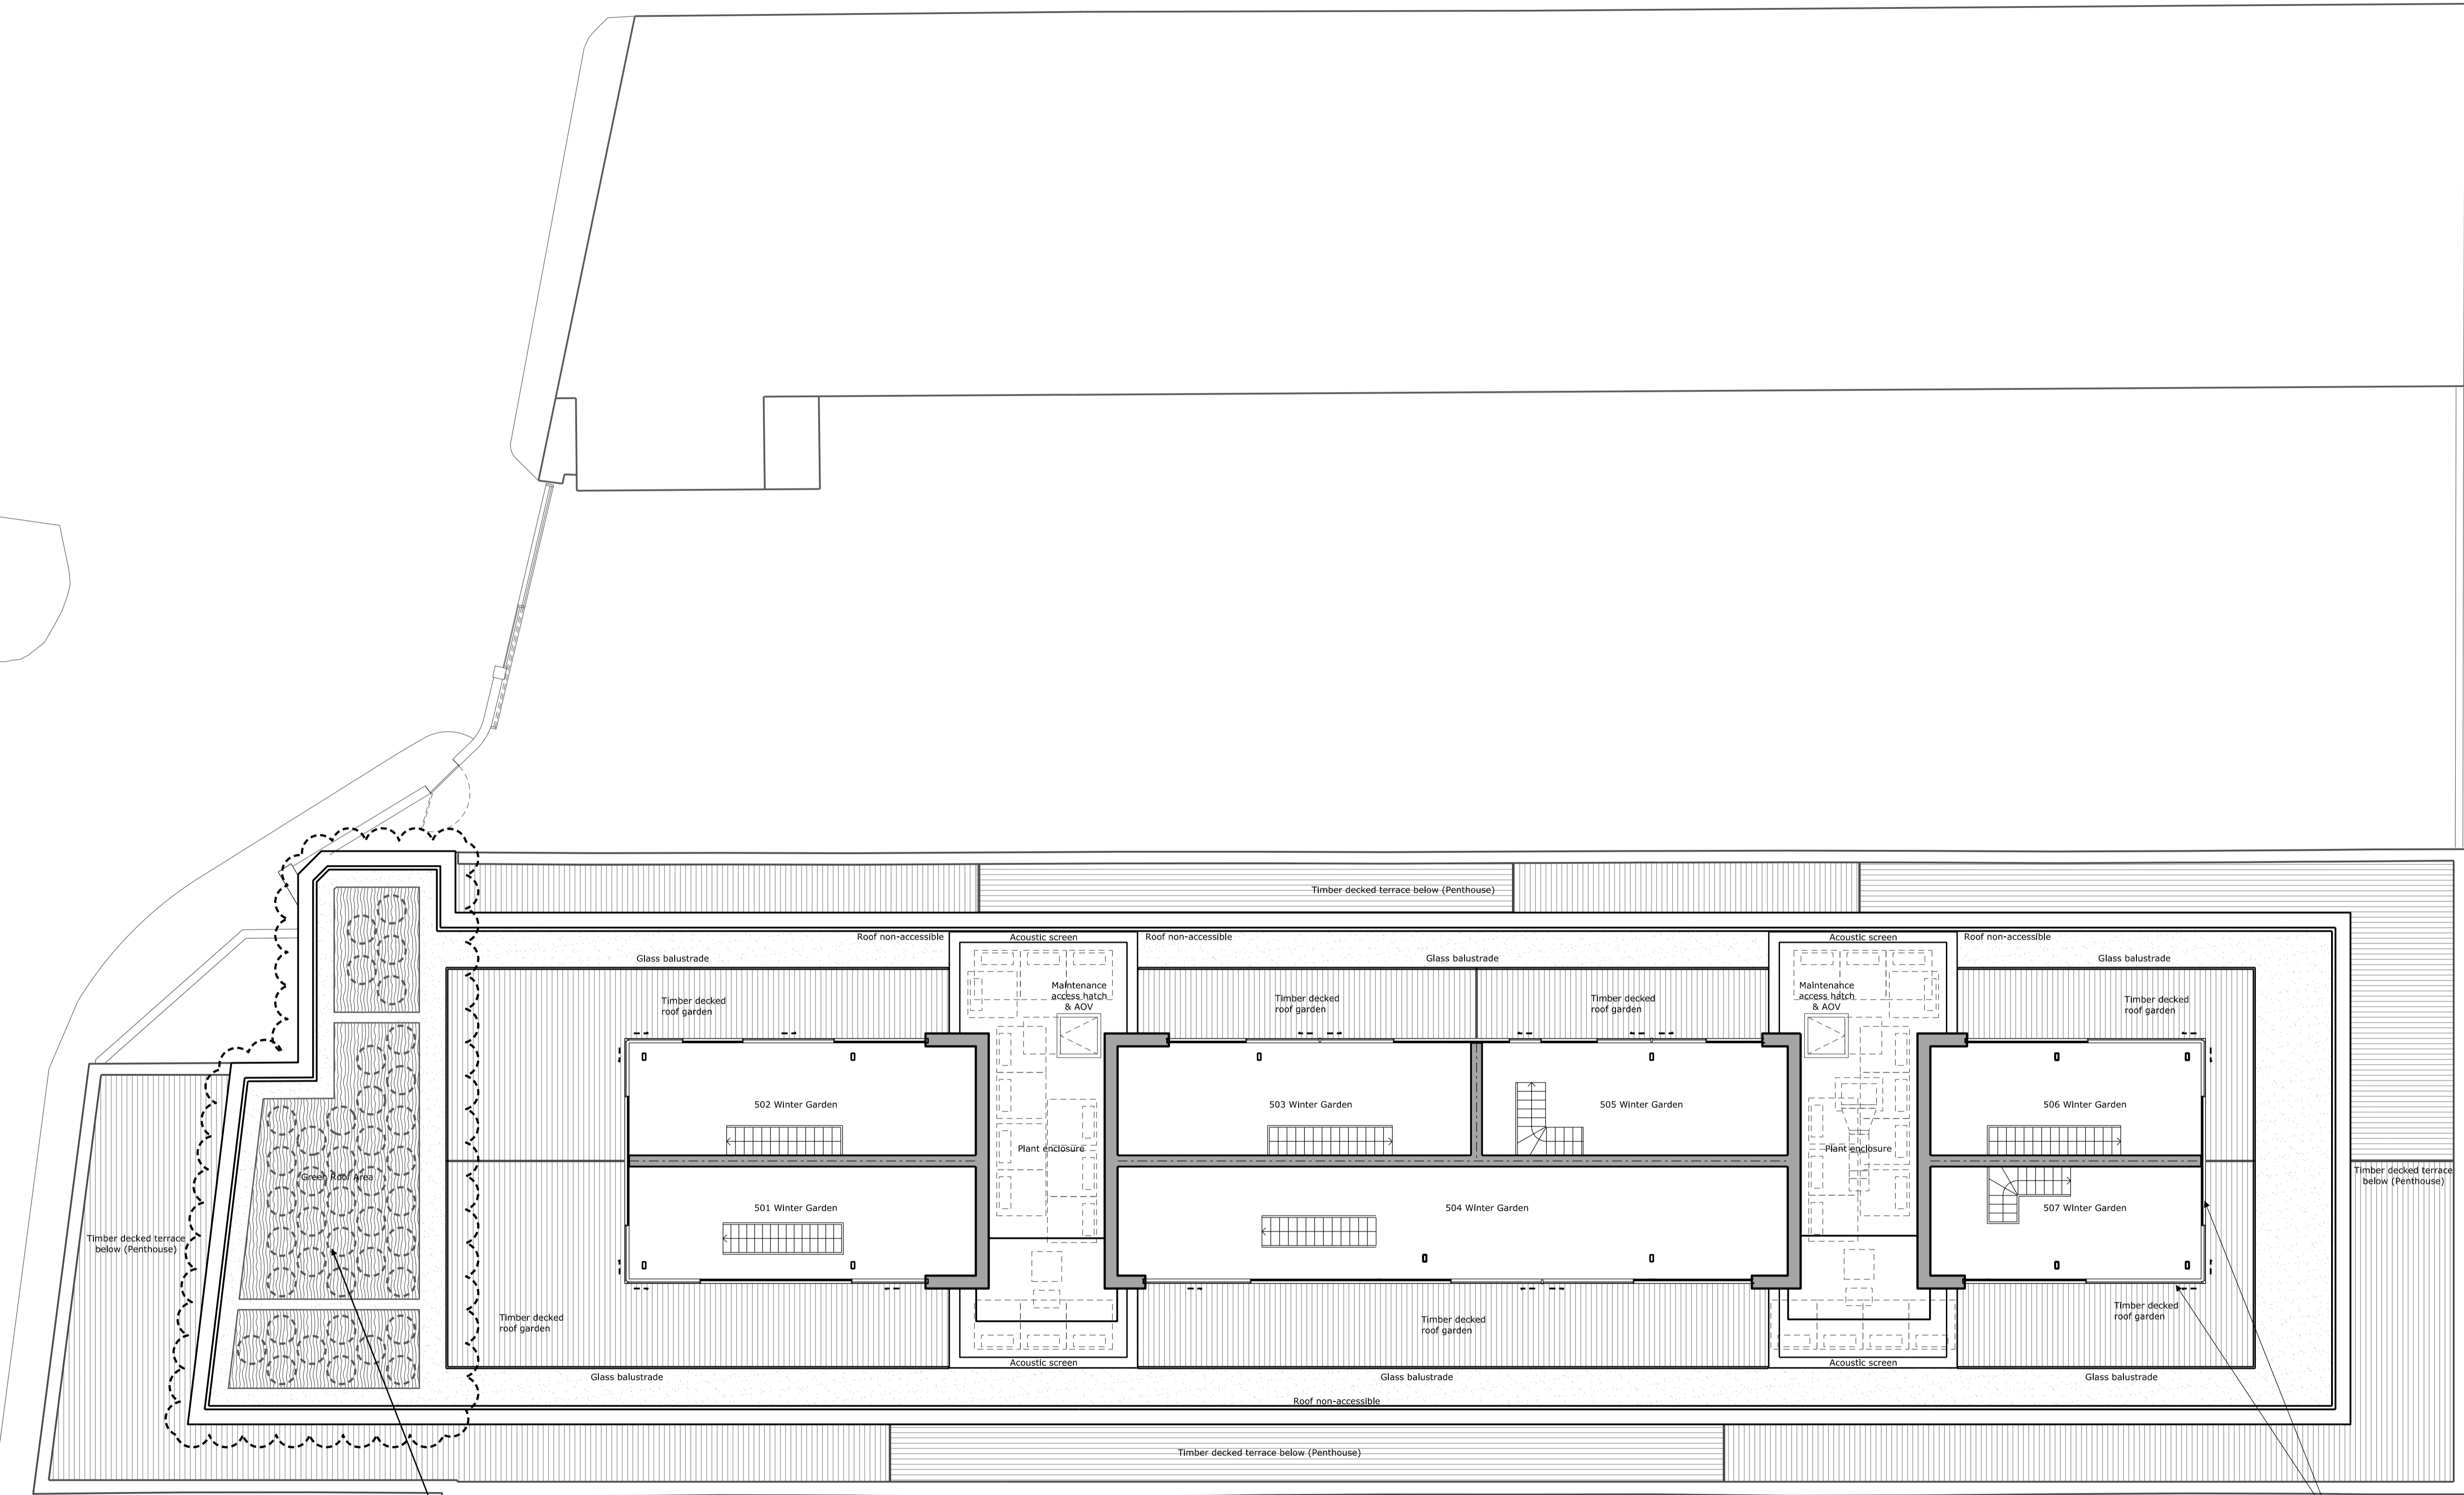 Timber decked terrace below (Penthouse)
Roof non-accessible
Acoustic screen
Roof non-accessible
Acoustic screen
Roof non-accessible
Glass balustrade
Glass balustrade
Glass balustrade
Timber decked
roof garden
Maintenance
access hatch
& AOV
Timber decked
roof garden
Timber decked
roof garden
Maintenance
access hatch
& AOV
Timber decked
roof garden
502 Winter Garden
503 Winter Garden
505 Winter Garden
506 Winter Garden
Plant enclosure
Plant enclosure
Green Roof Area
Timber decked terrace
below (Penthouse)
501 Winter Garden
504 Winter Garden
507 Winter Garden
Timber decked terrace
below (Penthouse)
Timber decked
roof garden
Timber decked
roof garden
Timber decked
roof garden
Acoustic screen
Acoustic screen
Glass balustrade
Glass balustrade
Glass balustrade
Roof non-accessible
Timber decked terrace below (Penthouse)